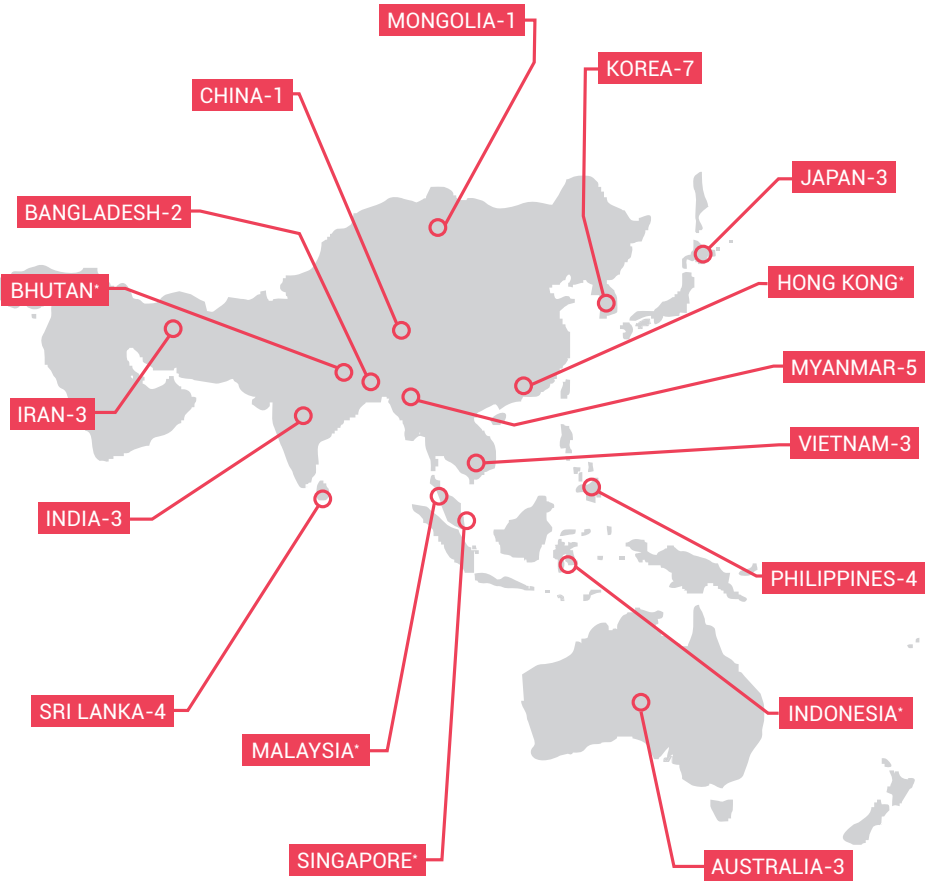 MONGOLIA-1
KOREA-7
CHINA-1
JAPAN-3
BANGLADESH-2
HONG KONG*
BHUTAN*
MYANMAR-5
IRAN-3
VIETNAM-3
INDIA-3
PHILIPPINES-4
SRI LANKA-4
INDONESIA*
MALAYSIA*
SINGAPORE*
AUSTRALIA-3